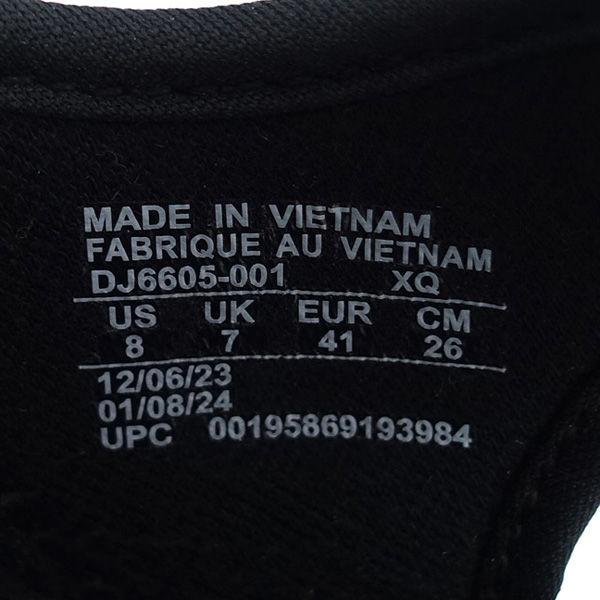 MADE IN VIETNAM
FABRIQUE AU VIETNAM
DJ6605-001 XQ
US UK EUR CM
8 7 41 26
12/06/23
01/08/24
UPC 00195869193984